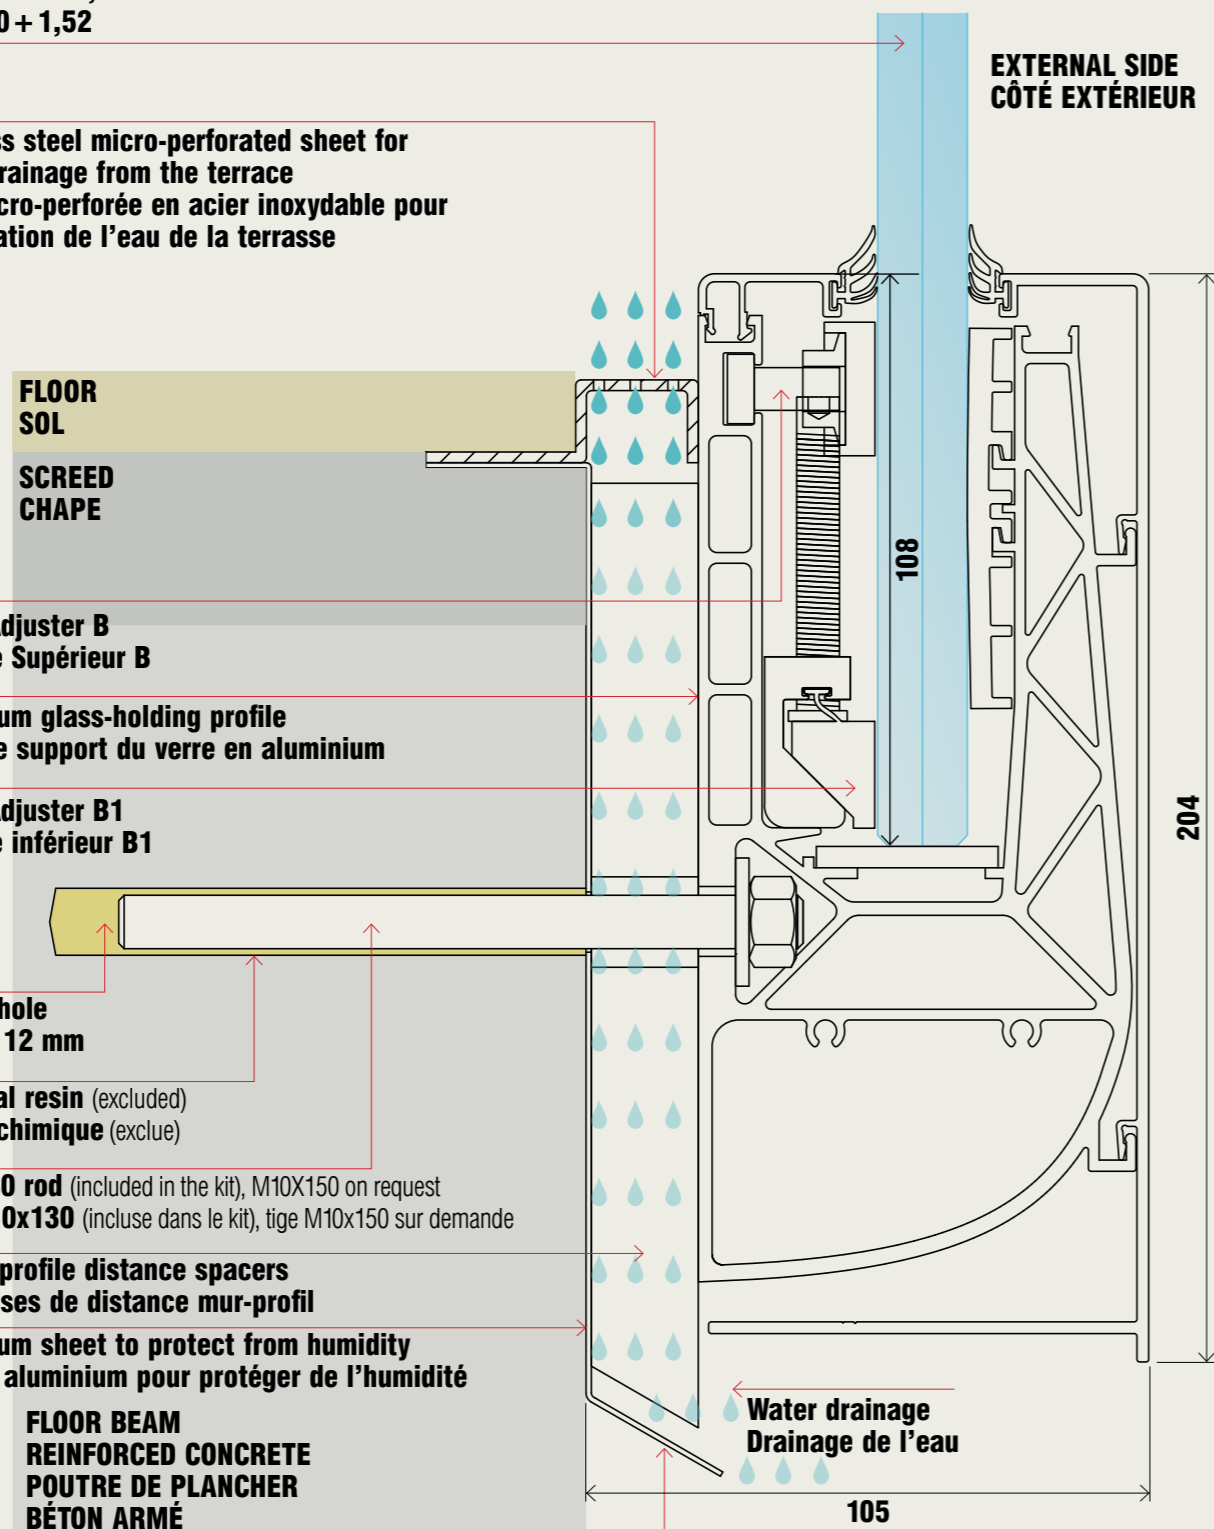 0 + 1,52
EXTERNAL SIDE
CÔTÉ EXTÉRIEUR
ss steel micro-perforated sheet for
rainage from the terrace
cro-perforée en acier inoxydable pour
ation de l’eau de la terrasse
FLOOR
SOL
SCREED
CHAPE
108
204
djuster B
e Supérieur B
um glass-holding profile
e support du verre en aluminium
djuster B1
e inférieur B1
hole
12 mm
al resin (excluded)
chimique (exclue)
0 rod (included in the kit), M10X150 on request
0x130 (incluse dans le kit), tige M10x150 sur demande
profile distance spacers
ses de distance mur-profil
um sheet to protect from humidity
aluminium pour protéger de l’humidité
FLOOR BEAM
REINFORCED CONCRETE
POUTRE DE PLANCHER
BÉTON ARMÉ
Water drainage
Drainage de l’eau
105